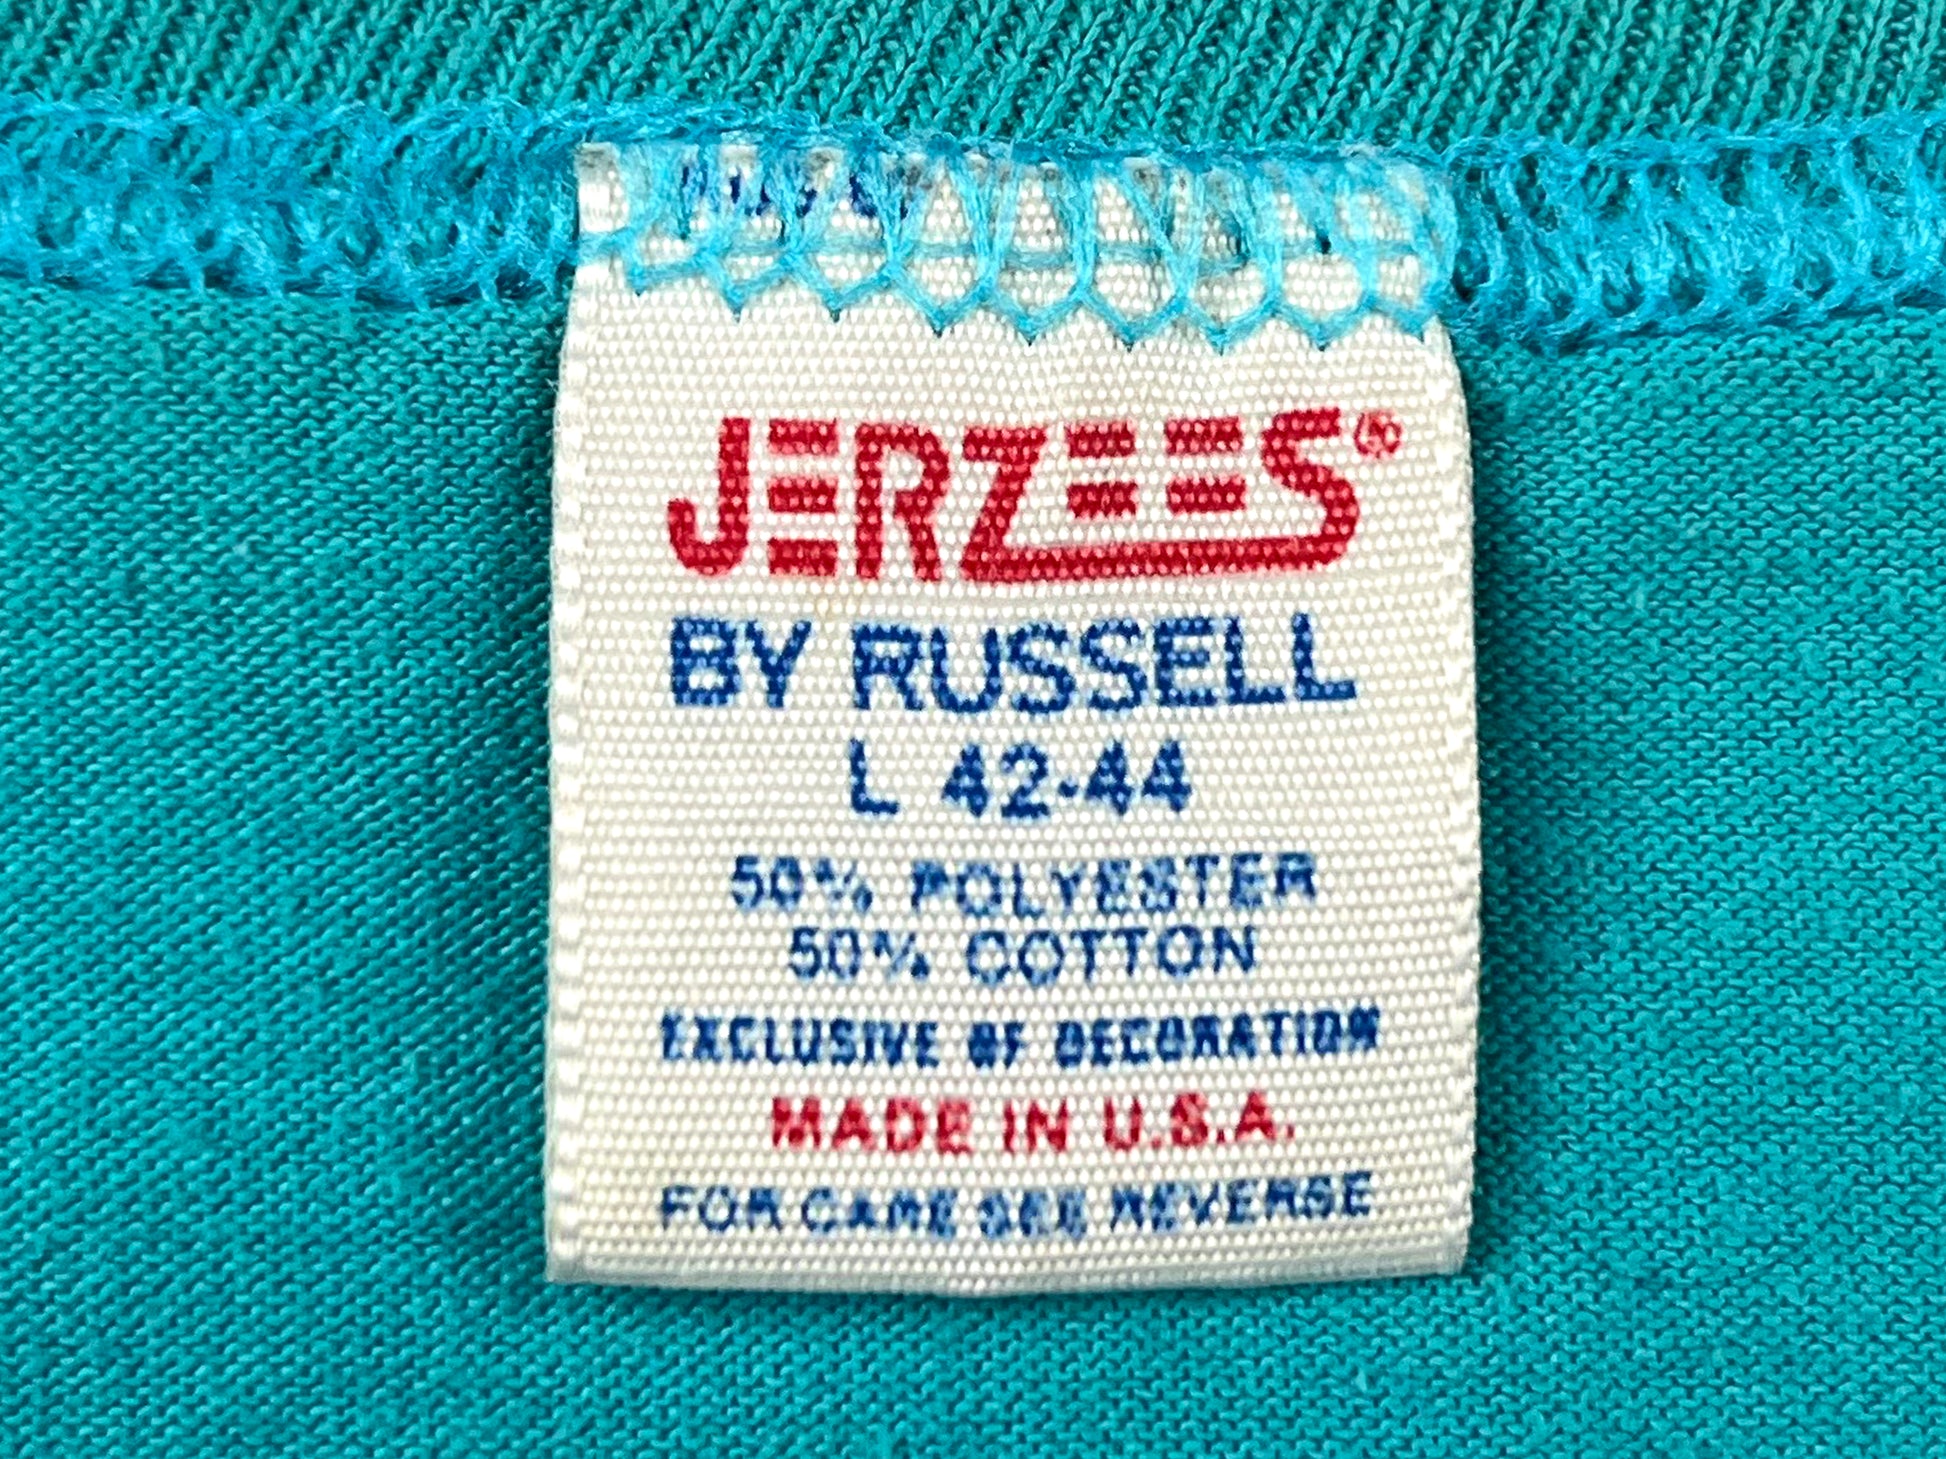 JERZEES®
BY RUSSELL
L 42-44
50% POLYESTER
50% COTTON
EXCLUSIVE OF DECORATION
MADE IN U.S.A.
FOR CARE SEE REVERSE